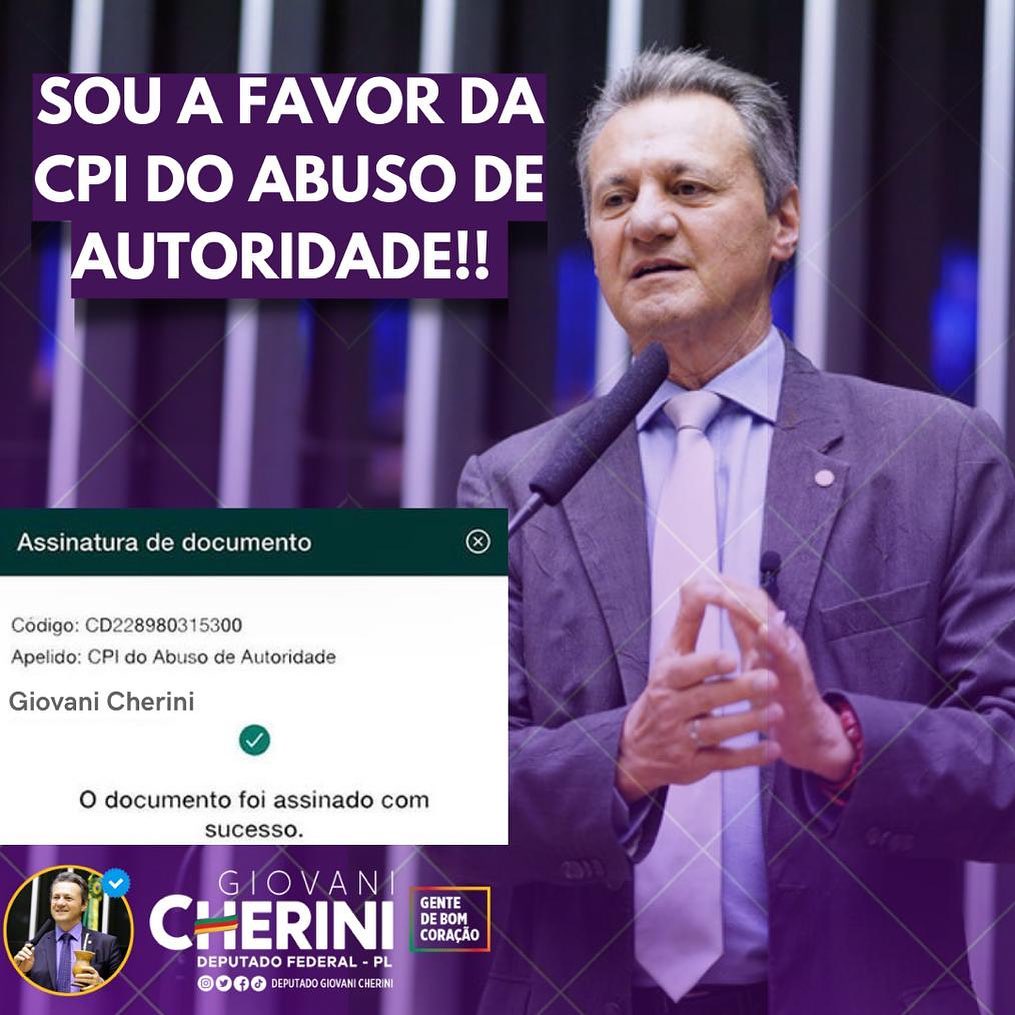 SOU A FAVOR DA
CPI DO ABUSO DE
AUTORIDADE!!
Assinatura de documento
Código: CD228980315300
Apelido: CPI do Abuso de Autoridade
Giovani Cherini
O documento foi assinado com
sucesso.
GIOVANI
CHERINI
DEPUTADO FEDERAL - PL
DEPUTADO GIOVANI CHERINI
GENTE
DE BOM
CORAÇÃO